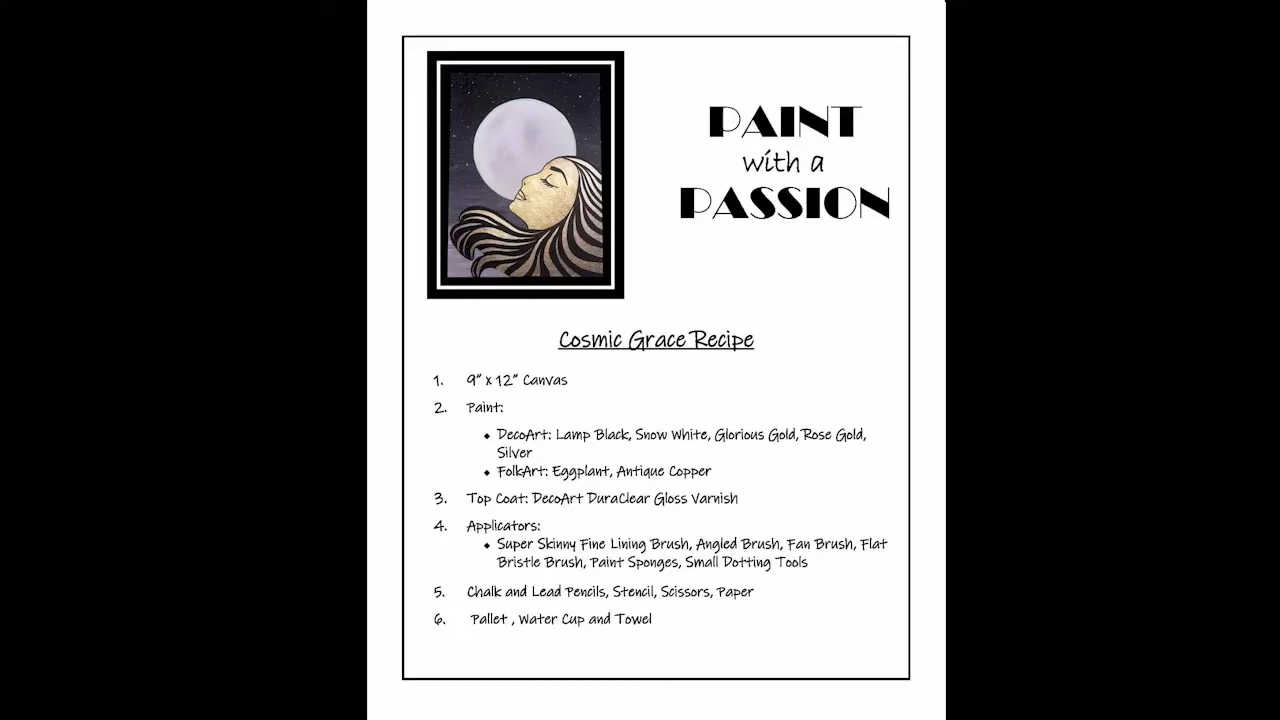 PAINT
with a
PASSION
Cosmic Grace Recipe
1. 9” x 12” Canvas
2. Paint:
◆ DecoArt: Lamp Black, Snow White, Glorious Gold, Rose Gold,
Silver
◆ FolkArt: Eggplant, Antique Copper
3. Top Coat: DecoArt DuraClear Gloss Varnish
4. Applicators:
◆ Super Skinny Fine Lining Brush, Angled Brush, Fan Brush, Flat
Bristle Brush, Paint Sponges, Small Dotting Tools
5. Chalk and Lead Pencils, Stencil, Scissors, Paper
6. Pallet , Water Cup and Towel